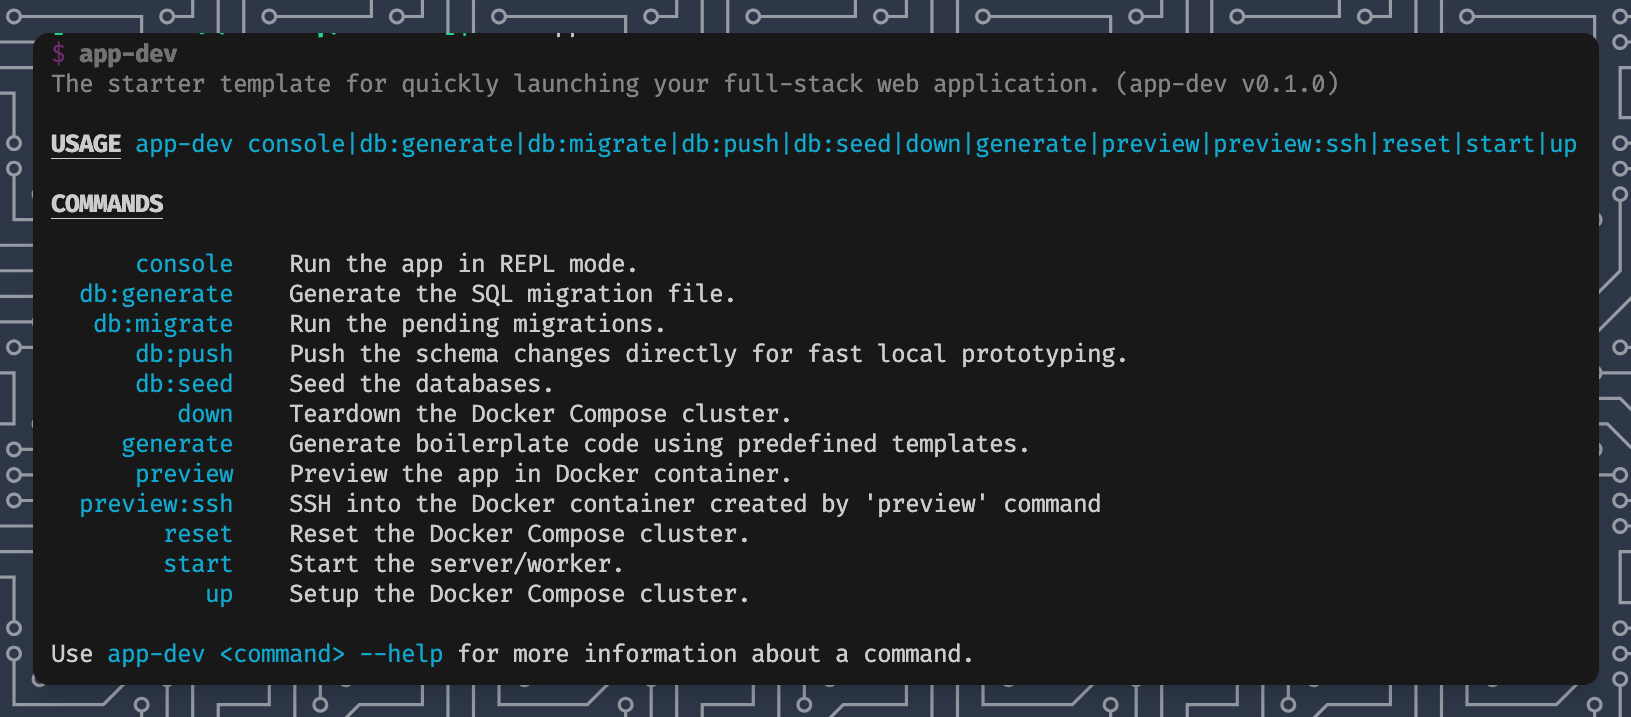 $ app-dev
The starter template for quickly launching your full-stack web application. (app-dev v0.1.0)
USAGE app-dev console|db:generate|db:migrate|db:push|db:seed|down|generate|preview|preview:ssh|reset|start|up
COMMANDS
console Run the app in REPL mode.
db:generate Generate the SQL migration file.
db:migrate Run the pending migrations.
db:push Push the schema changes directly for fast local prototyping.
db:seed Seed the databases.
down Teardown the Docker Compose cluster.
generate Generate boilerplate code using predefined templates.
preview Preview the app in Docker container.
preview:ssh SSH into the Docker container created by 'preview' command
reset Reset the Docker Compose cluster.
start Start the server/worker.
up Setup the Docker Compose cluster.
Use app-dev <command> --help for more information about a command.